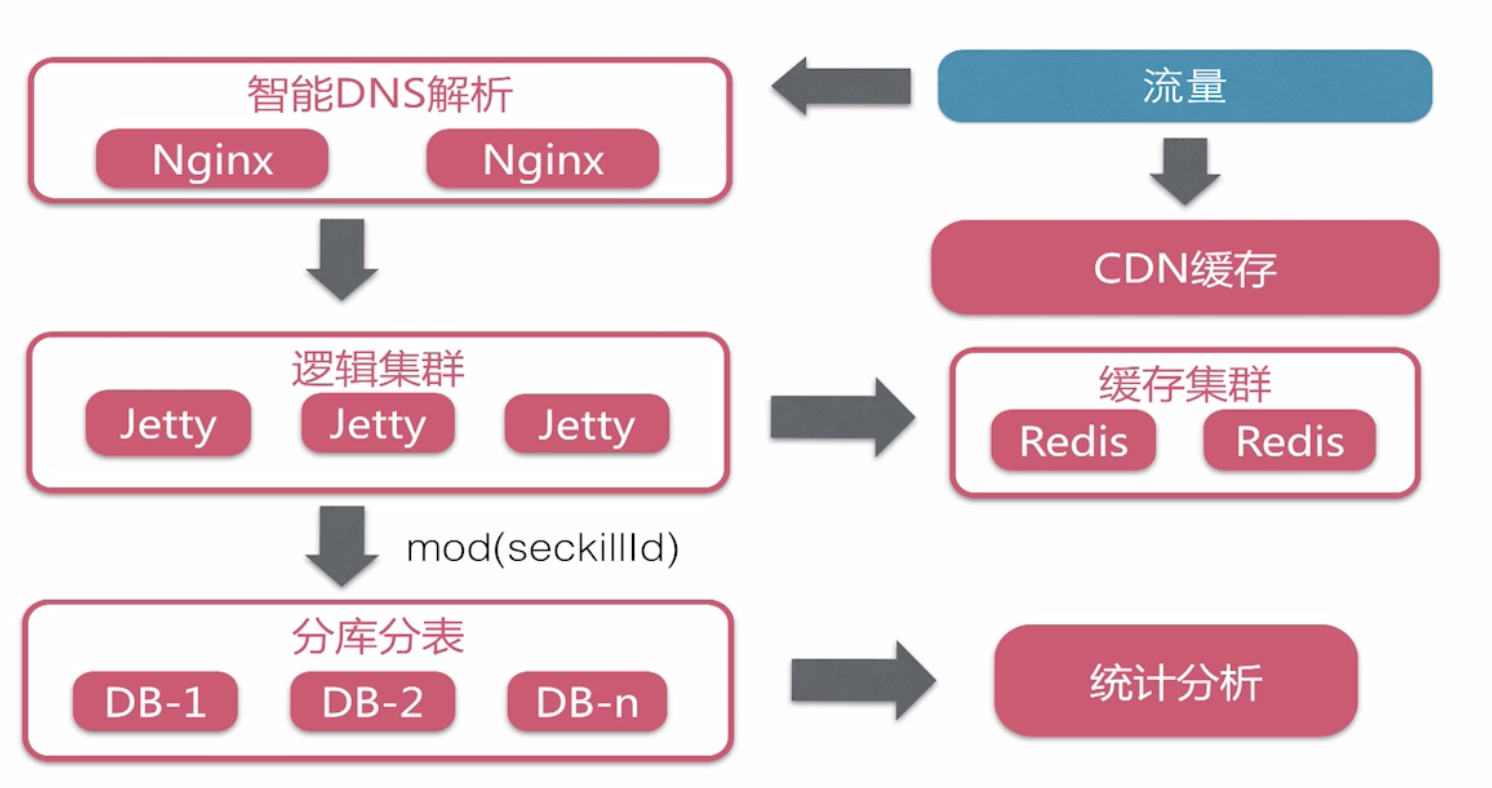 智能DNS解析
Nginx
Nginx
流量
CDN缓存
逻辑集群
Jetty
Jetty
Jetty
缓存集群
Redis
Redis
mod(seckillId)
分库分表
DB-1
DB-2
DB-n
统计分析